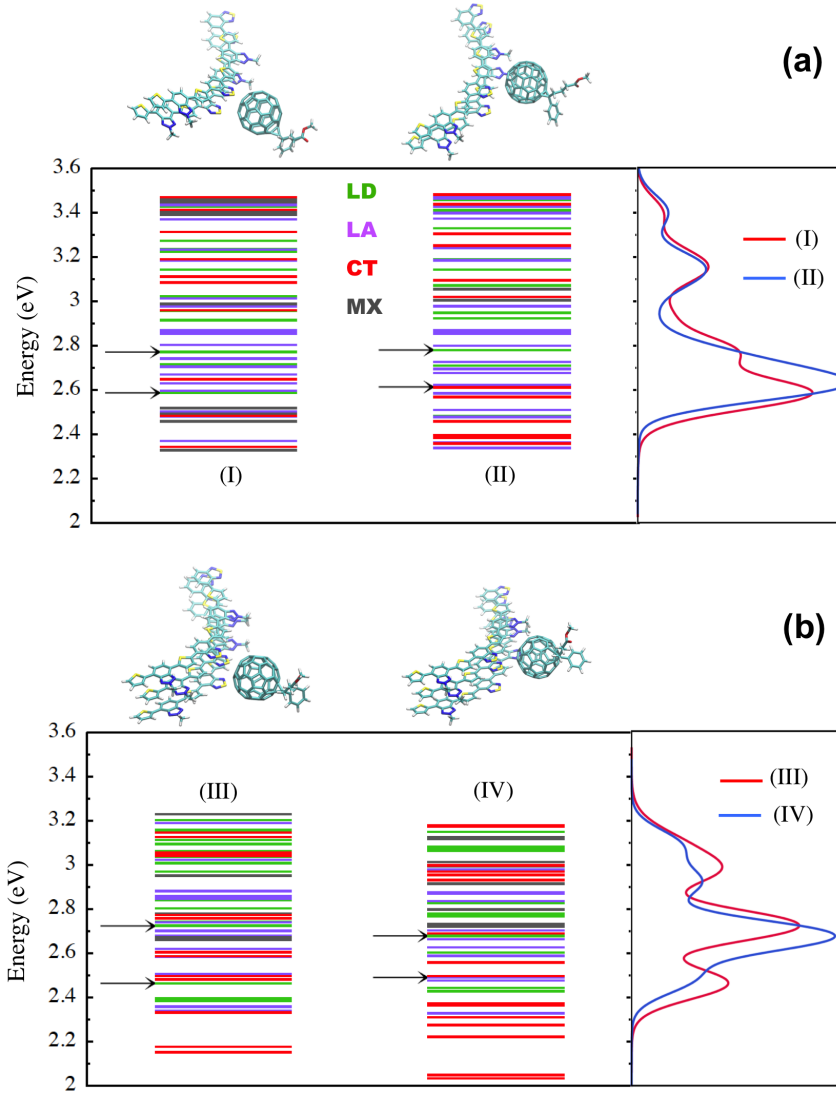 (a)
3.6
3.4
3.2
3
2.8
2.6
2.4
2.2
2
Energy (eV)
LD
LA
CT
MX
(I)
(II)
(I)
(II)
(b)
3.6
3.4
3.2
3
2.8
2.6
2.4
2.2
2
Energy (eV)
(III)
(IV)
(III)
(IV)